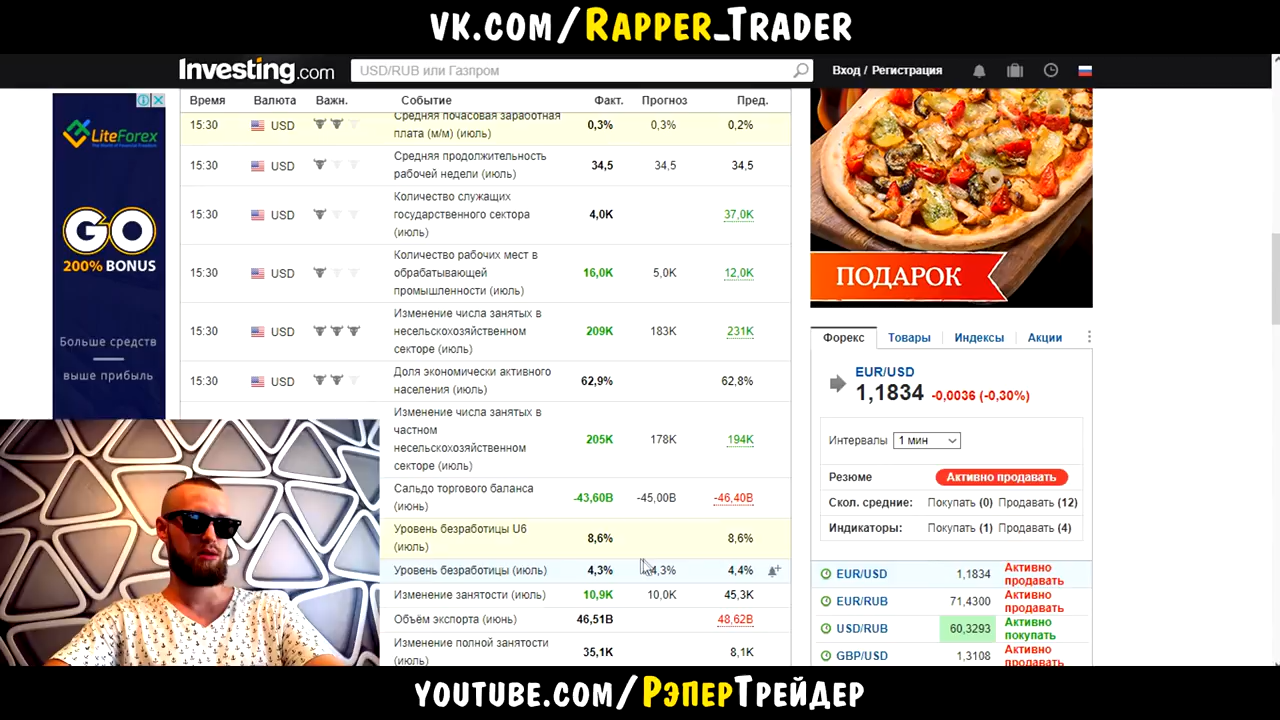 VK.COM/RAPPER_TRADER
Investing.com
USD/RUB или Газпром
Вход / Регистрация
Время Валюта Важн. Событие Факт. Прогноз Пред.
Средняя почасовая заработная
плата (м/м) (июль)
15:30 USD 0,3% 0,3% 0,2%
Средняя продолжительность
рабочей недели (июль)
15:30 USD 34,5 34,5 34,5
Количество служащих
государственного сектора
(июль)
15:30 USD 4,0K 37,0K
Количество рабочих мест в
обрабатывающей
промышленности (июль)
15:30 USD 16,0K 5,0K 12,0K
Изменение числа занятых в
несельскохозяйственном
секторе (июль)
15:30 USD 209K 183K 231K
Доля экономически активного
населения (июль)
15:30 USD 62,9% 62,8%
Изменение числа занятых в
частном
несельскохозяйственном
секторе (июль)
205K 178K 194K
Сальдо торгового баланса
(июнь)
-43,60B -45,00B -46,40B
Уровень безработицы U6
(июль)
8,6% 8,6%
Уровень безработицы (июль) 4,3% 4,3% 4,4%
Изменение занятости (июль) 10,9K 10,0K 45,3K
Объём экспорта (июнь) 46,51B 48,62B
Изменение полной занятости
(июль)
35,1K 8,1K
LiteForex
GO
200% BONUS
Больше средств
выше прибыль
ПОДАРОК
Форекс Товары Индексы Акции
EUR/USD
1,1834 -0,0036 (-0,30%)
Интервалы 1 мин
Резюме Активно продавать
Скол. средние: Покупать (0) Продавать (12)
Индикаторы: Покупать (1) Продавать (4)
EUR/USD 1,1834 Активно
продавать
EUR/RUB 71,4300 Активно
продавать
USD/RUB 60,3293 Активно
покупать
GBP/USD 1,3108 Активно
продавать
YOUTUBE.COM/РЭПЕРТРЕЙДЕР